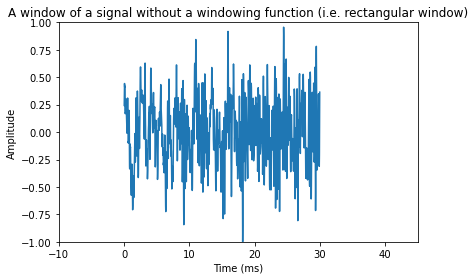 A window of a signal without a windowing function (i.e. rectangular window)
1.00
0.75
0.50
0.25
0.00
−0.25
−0.50
−0.75
−1.00
Amplitude
−10 0 10 20 30 40
Time (ms)